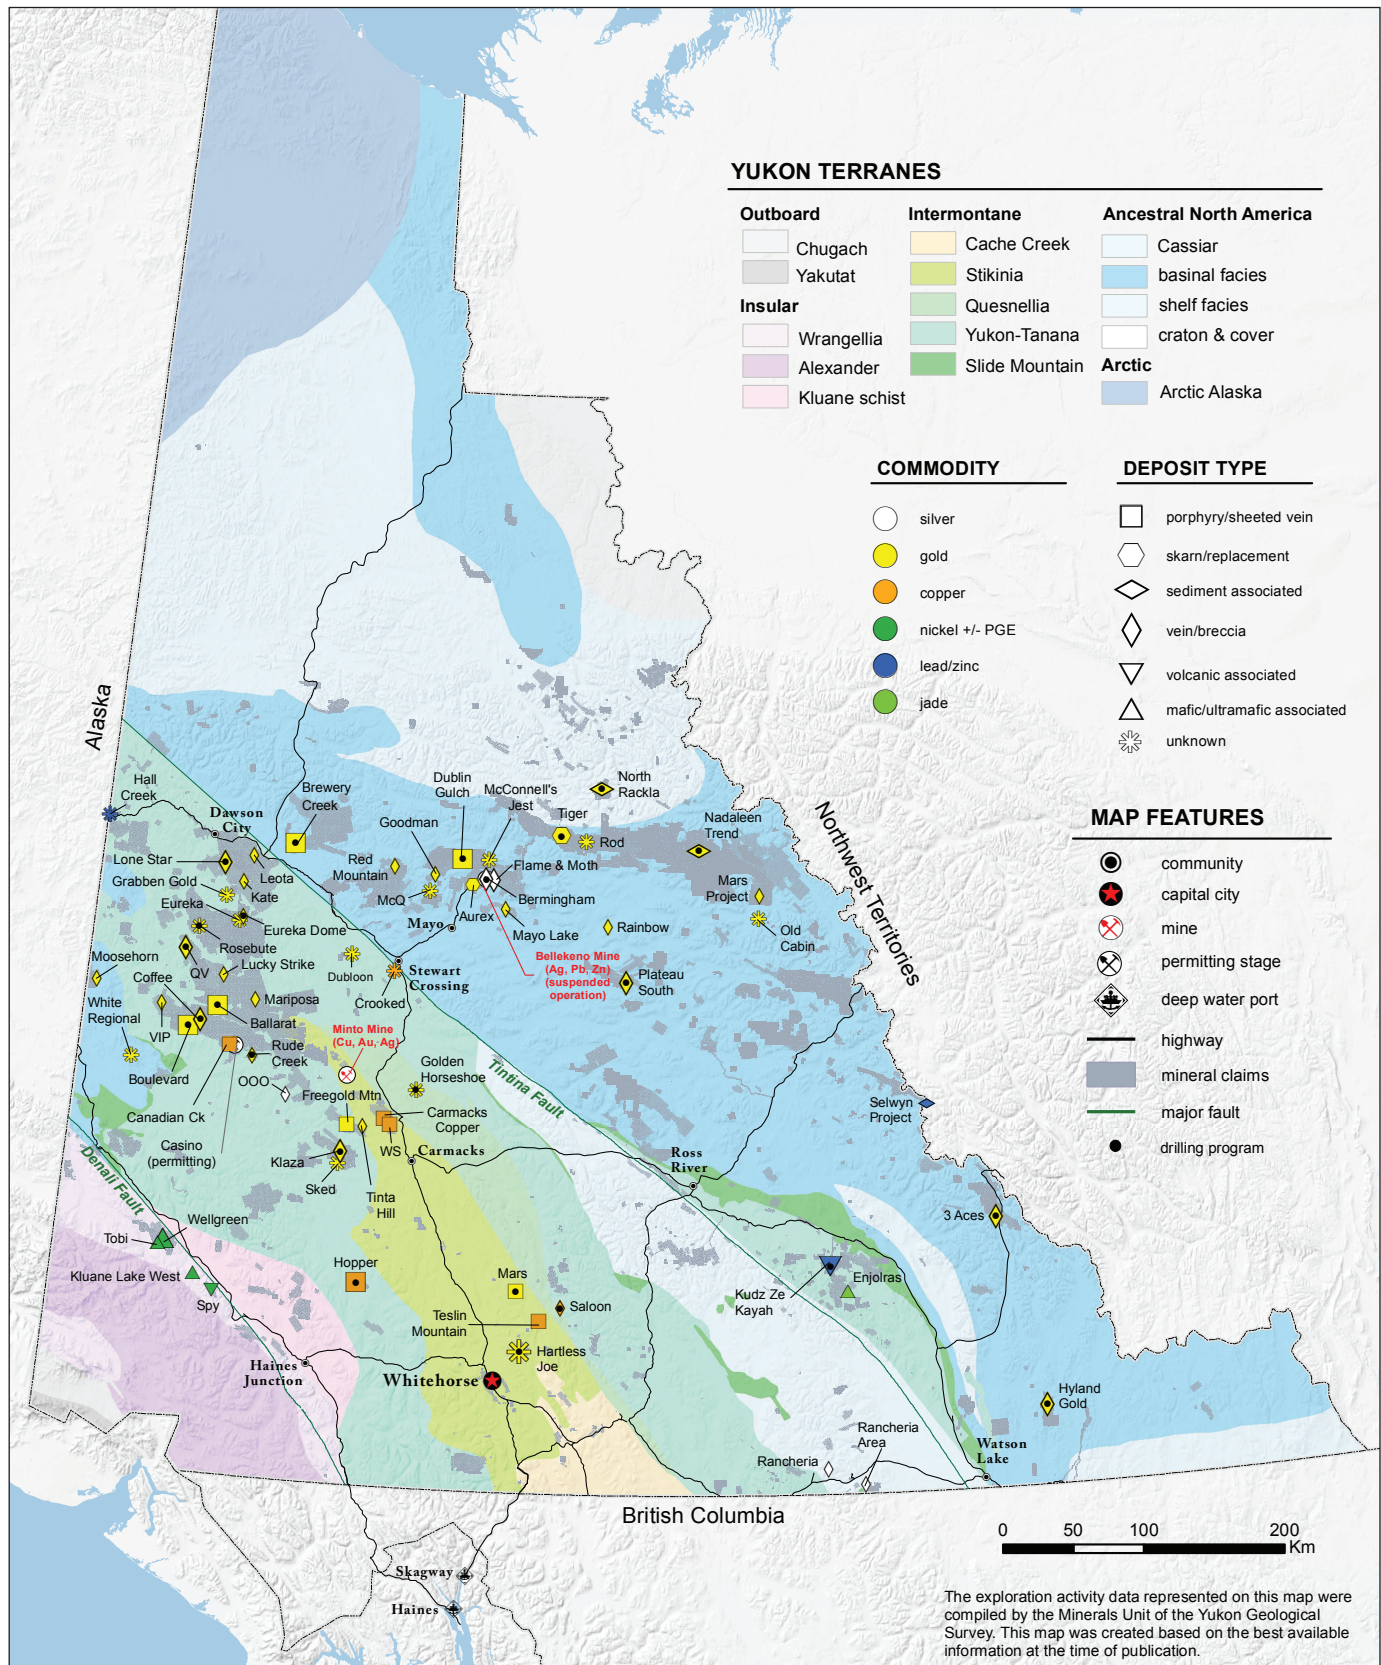 YUKON TERRANES
Outboard
Chugach
Yakutat
Insular
Wrangellia
Alexander
Kluane schist
Intermontane
Cache Creek
Stikinia
Quesnellia
Yukon-Tanana
Slide Mountain
Ancestral North America
Cassiar
basinal facies
shelf facies
craton & cover
Arctic
Arctic Alaska
COMMODITY
silver
gold
copper
nickel +/- PGE
lead/zinc
jade
DEPOSIT TYPE
porphyry/sheeted vein
skarn/replacement
sediment associated
vein/breccia
volcanic associated
mafic/ultramafic associated
unknown
MAP FEATURES
community
capital city
mine
permitting stage
deep water port
highway
mineral claims
major fault
drilling program
Alaska
Northwest Territories
British Columbia
Hall
Creek
Dawson
City
Brewery
Creek
Dublin
Gulch
McConnell's
Jest
North
Rackla
Tiger
Rod
Nadaleen
Trend
Goodman
Lone Star
Leota
Red
Mountain
Flame & Moth
Grabben Gold
Kate
McQ
Aurex
Bermingham
Mars
Project
Eureka
Eureka Dome
Mayo
Mayo Lake
Rainbow
Old
Cabin
Rosebute
Moosehorn
QV
Lucky Strike
Dubloon
Stewart
Crossing
Crooked
Bellekeno Mine
(Ag, Pb, Zn)
(suspended
operation)
Plateau
South
Coffee
White
Regional
VIP
Mariposa
Ballarat
Minto Mine
(Cu, Au, Ag)
Rude
Creek
Boulevard
OOO
Golden
Horseshoe
Tintina Fault
Freegold Mtn
Canadian Ck
Carmacks
Copper
Selwyn
Project
Casino
(permitting)
WS
Carmacks
Klaza
Ross
River
Denali Fault
Sked
Tinta
Hill
Wellgreen
Tobi
3 Aces
Kluane Lake West
Hopper
Mars
Enjolras
Spy
Kudz Ze
Kayah
Saloon
Teslin
Mountain
Hartless
Joe
Haines
Junction
Whitehorse
Hyland
Gold
Rancheria
Area
Watson
Lake
Rancheria
Skagway
Haines
0 50 100 200
Km
The exploration activity data represented on this map were
compiled by the Minerals Unit of the Yukon Geological
Survey. This map was created based on the best available
information at the time of publication.